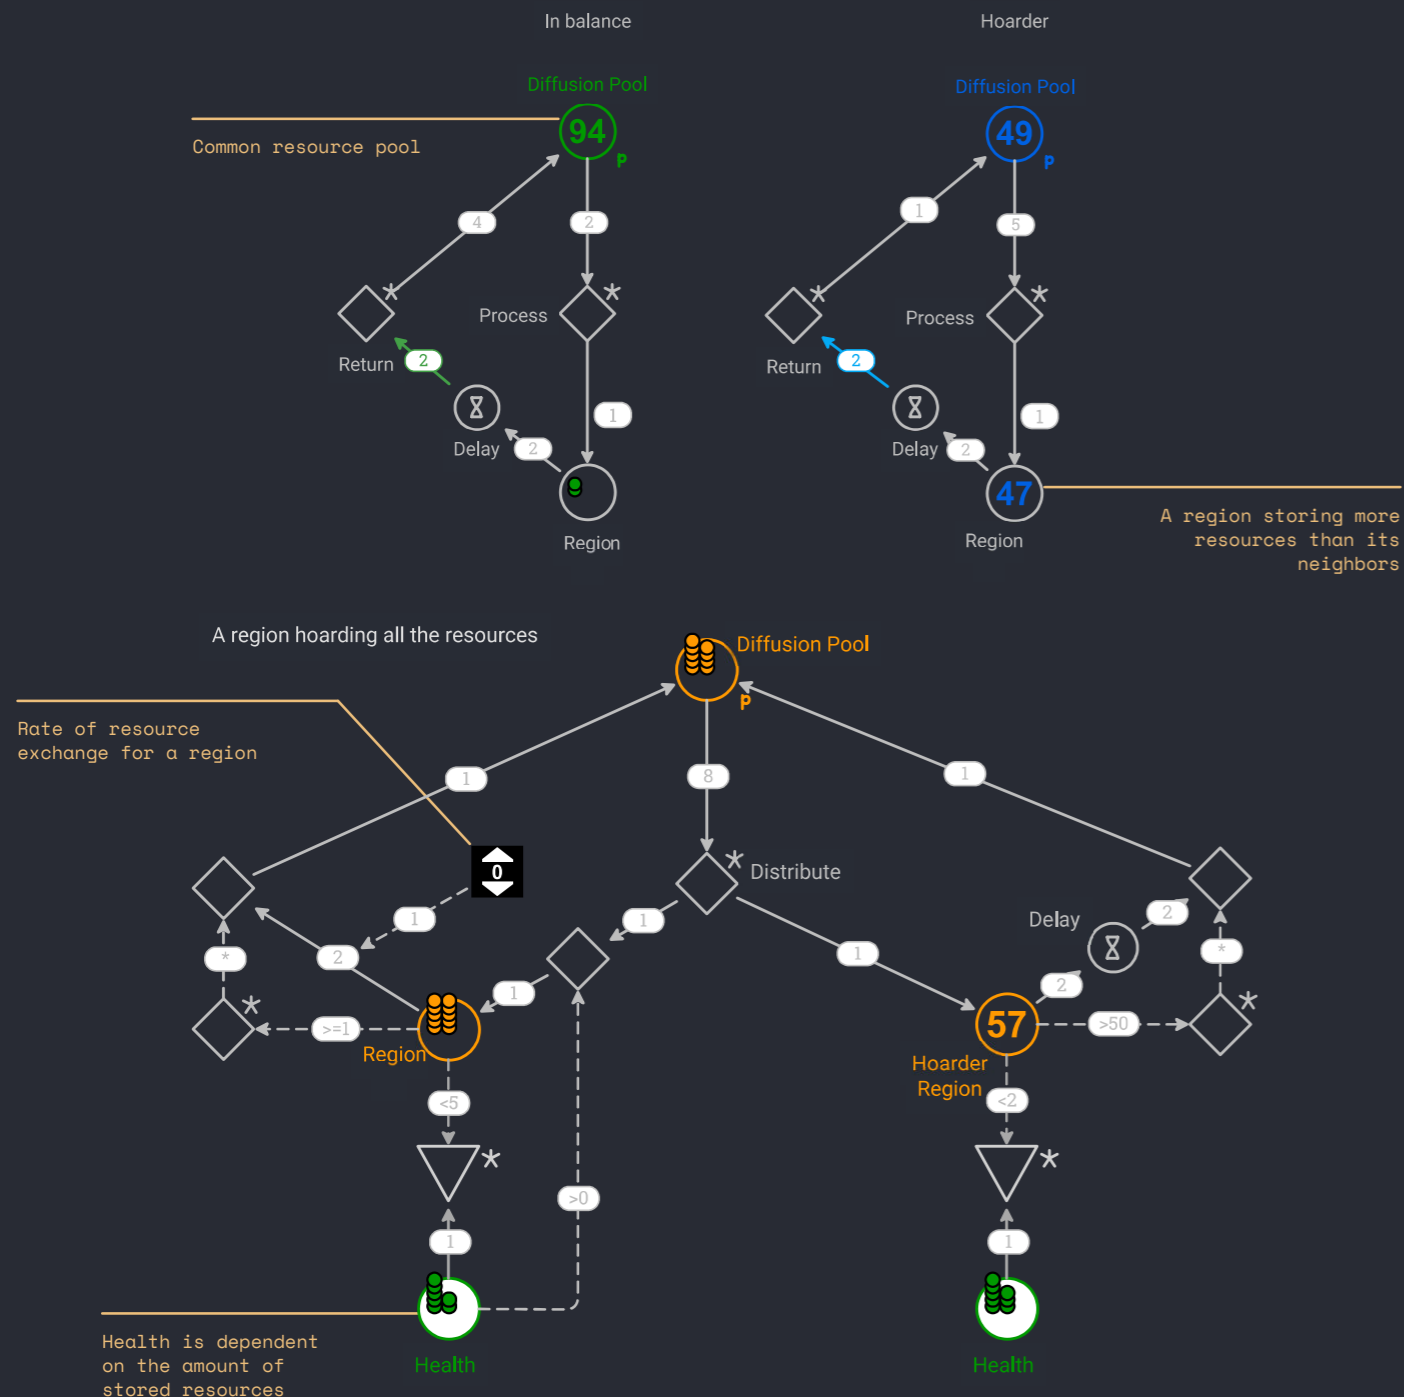 In balance
Hoarder
Diffusion Pool
Diffusion Pool
94
49
p
p
Common resource pool
4
2
1
5
*
*
*
*
Process
Process
Return
2
Return
2
1
1
Delay
2
Delay
2
47
Region
Region
A region storing more
resources than its
neighbors
A region hoarding all the resources
Diffusion Pool
p
Rate of resource
exchange for a region
1
8
1
0
*
Distribute
1
1
Delay
2
2
1
*
*
1
2
*
*
>=1
57
>50
Region
Hoarder
Region
<5
<2
*
*
>0
1
1
Health is dependent
on the amount of
stored resources
Health
Health